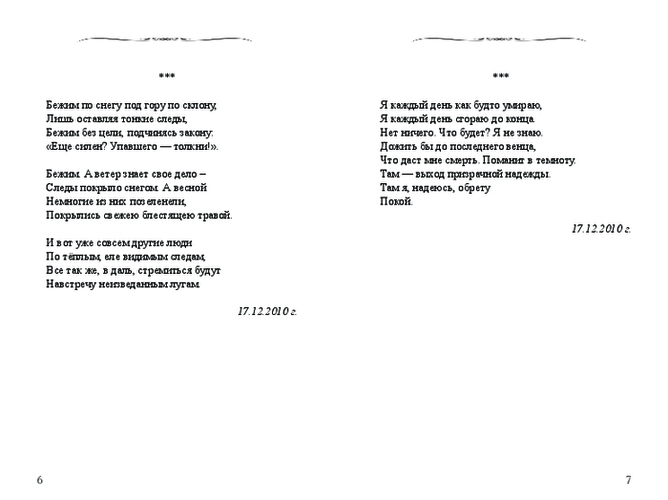 ***
Бежим по снегу под гору по склону,
Лишь оставляя тонкие следы,
Бежим без цели, подчинясь закону:
«Еще силен? Упавшего — толкни!».
Бежим. А ветер знает свое дело –
Следы покрыло снегом. А весной
Немногие из них позеленели,
Покрылись свежею блестящею травой.
И вот уже совсем другие люди
По тёплым, еле видимым следам,
Все так же, в даль, стремиться будут
Навстречу неизведанным лугам.
17.12.2010 г.
6
***
Я каждый день как будто умираю,
Я каждый день сгораю до конца.
Нет ничего. Что будет? Я не знаю.
Дожить бы до последнего венца,
Что даст мне смерть. Поманит в темноту.
Там — выход призрачной надежды.
Там я, надеюсь, обрету
Покой.
17.12.2010 г.
7